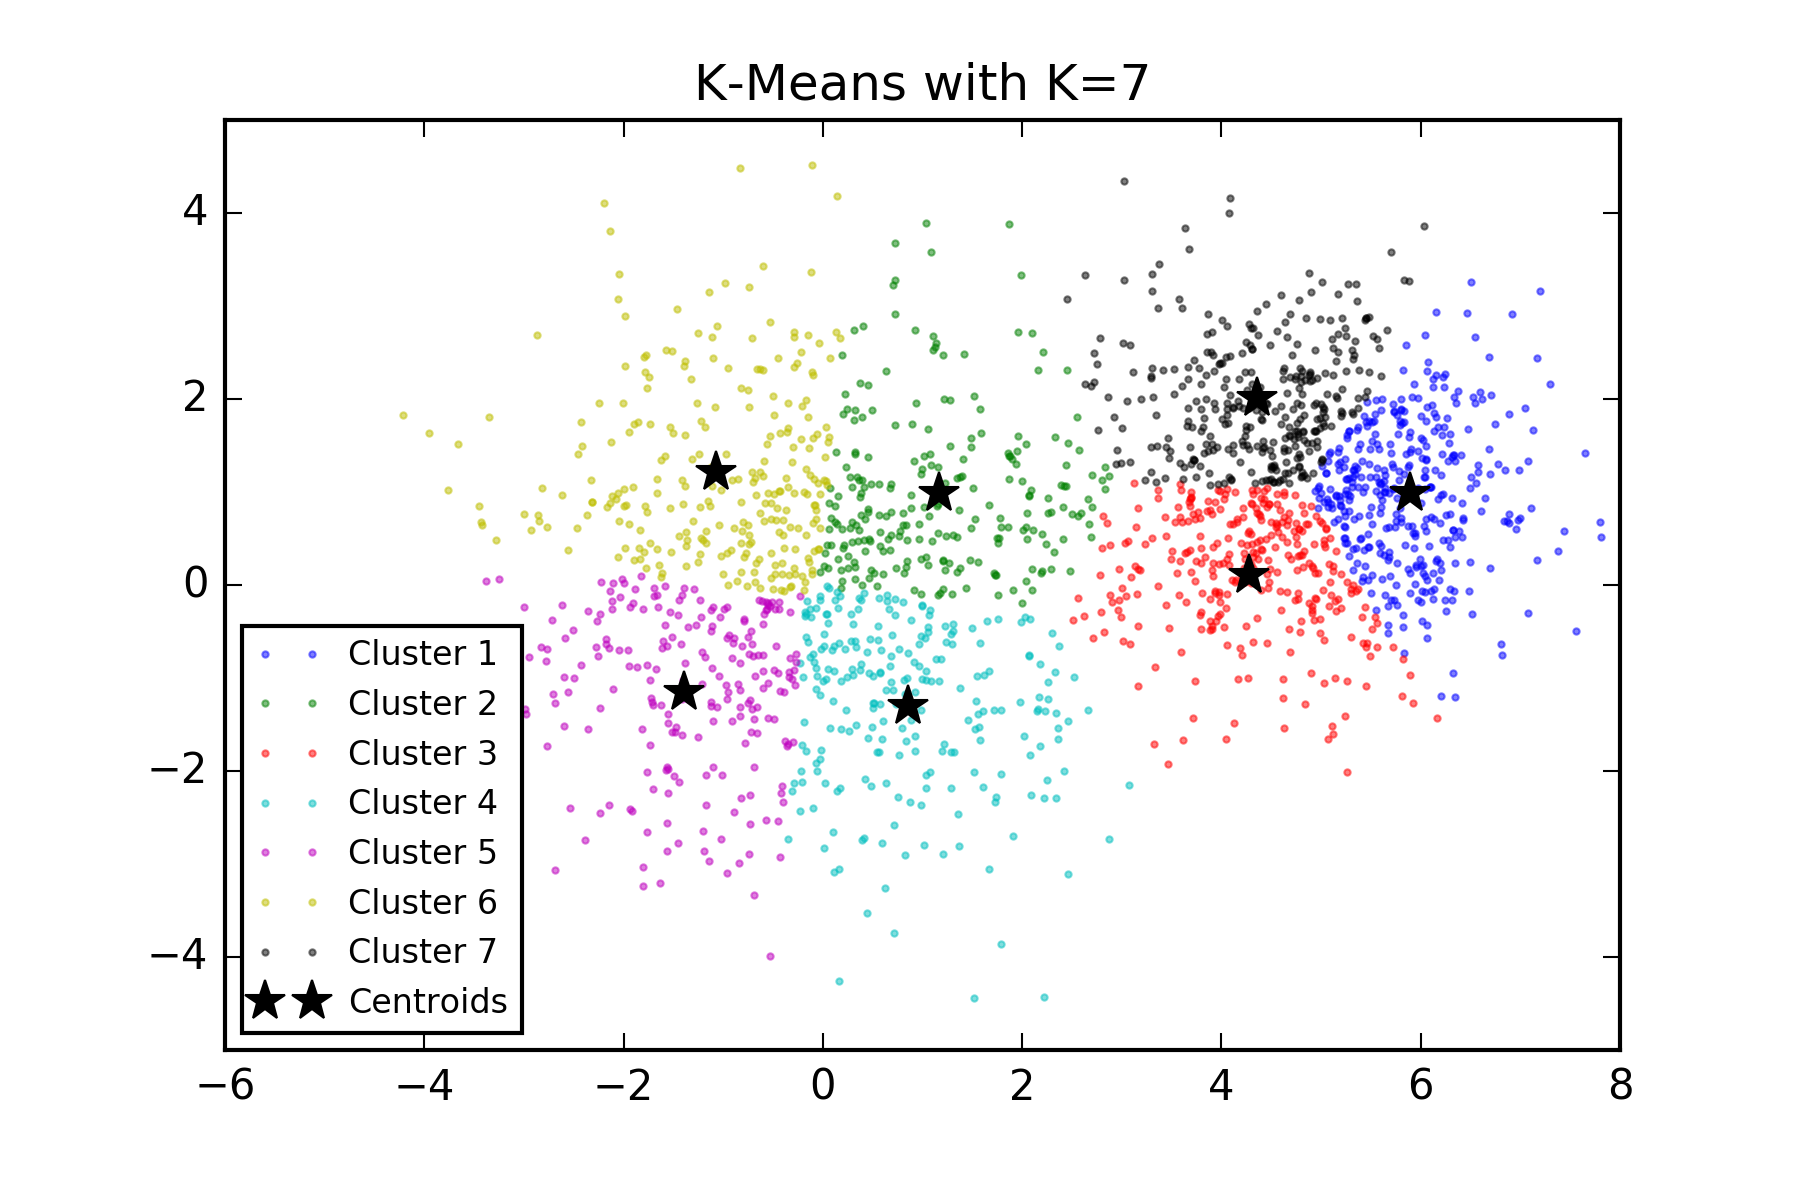 K-Means with K=7
4
2
0
−2
−4
Cluster 1
Cluster 2
Cluster 3
Cluster 4
Cluster 5
Cluster 6
Cluster 7
Centroids
−6 −4 −2 0 2 4 6 8